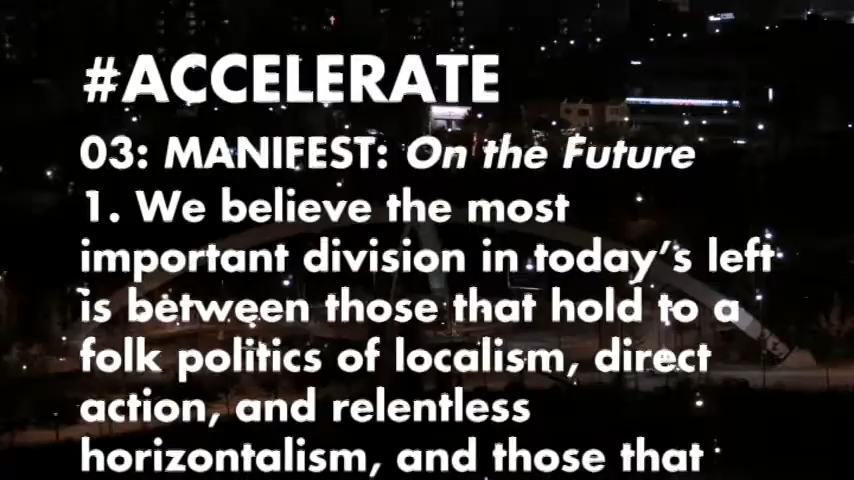 #ACCELERATE
03: MANIFEST: On the Future
1. We believe the most
important division in today's left
is between those that hold to a
folk politics of localism, direct
action, and relentless
horizontalism, and those that